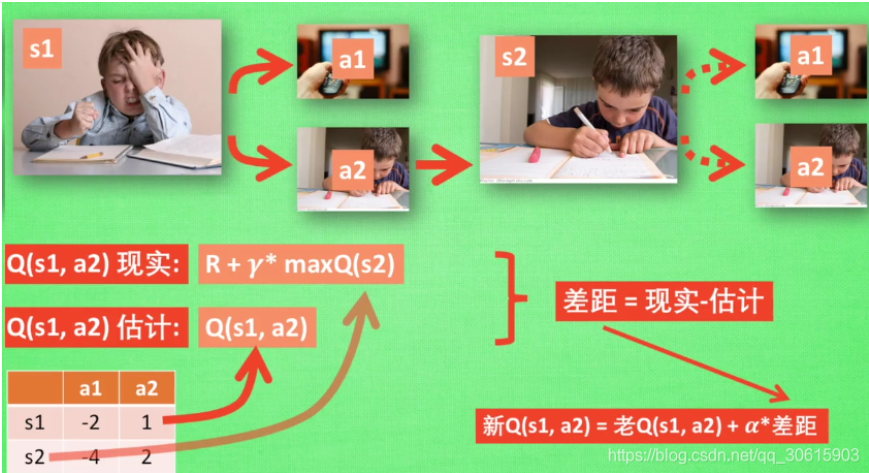 s1
a1
a2
s2
a1
a2
Q(s1, a2) 现实: R + γ* maxQ(s2)
Q(s1, a2) 估计: Q(s1, a2)
差距 = 现实-估计
a1 a2
s1 -2 1
s2 -4 2
新Q(s1, a2) = 老Q(s1, a2) + α*差距
https://blog.csdn.net/qq_30615903